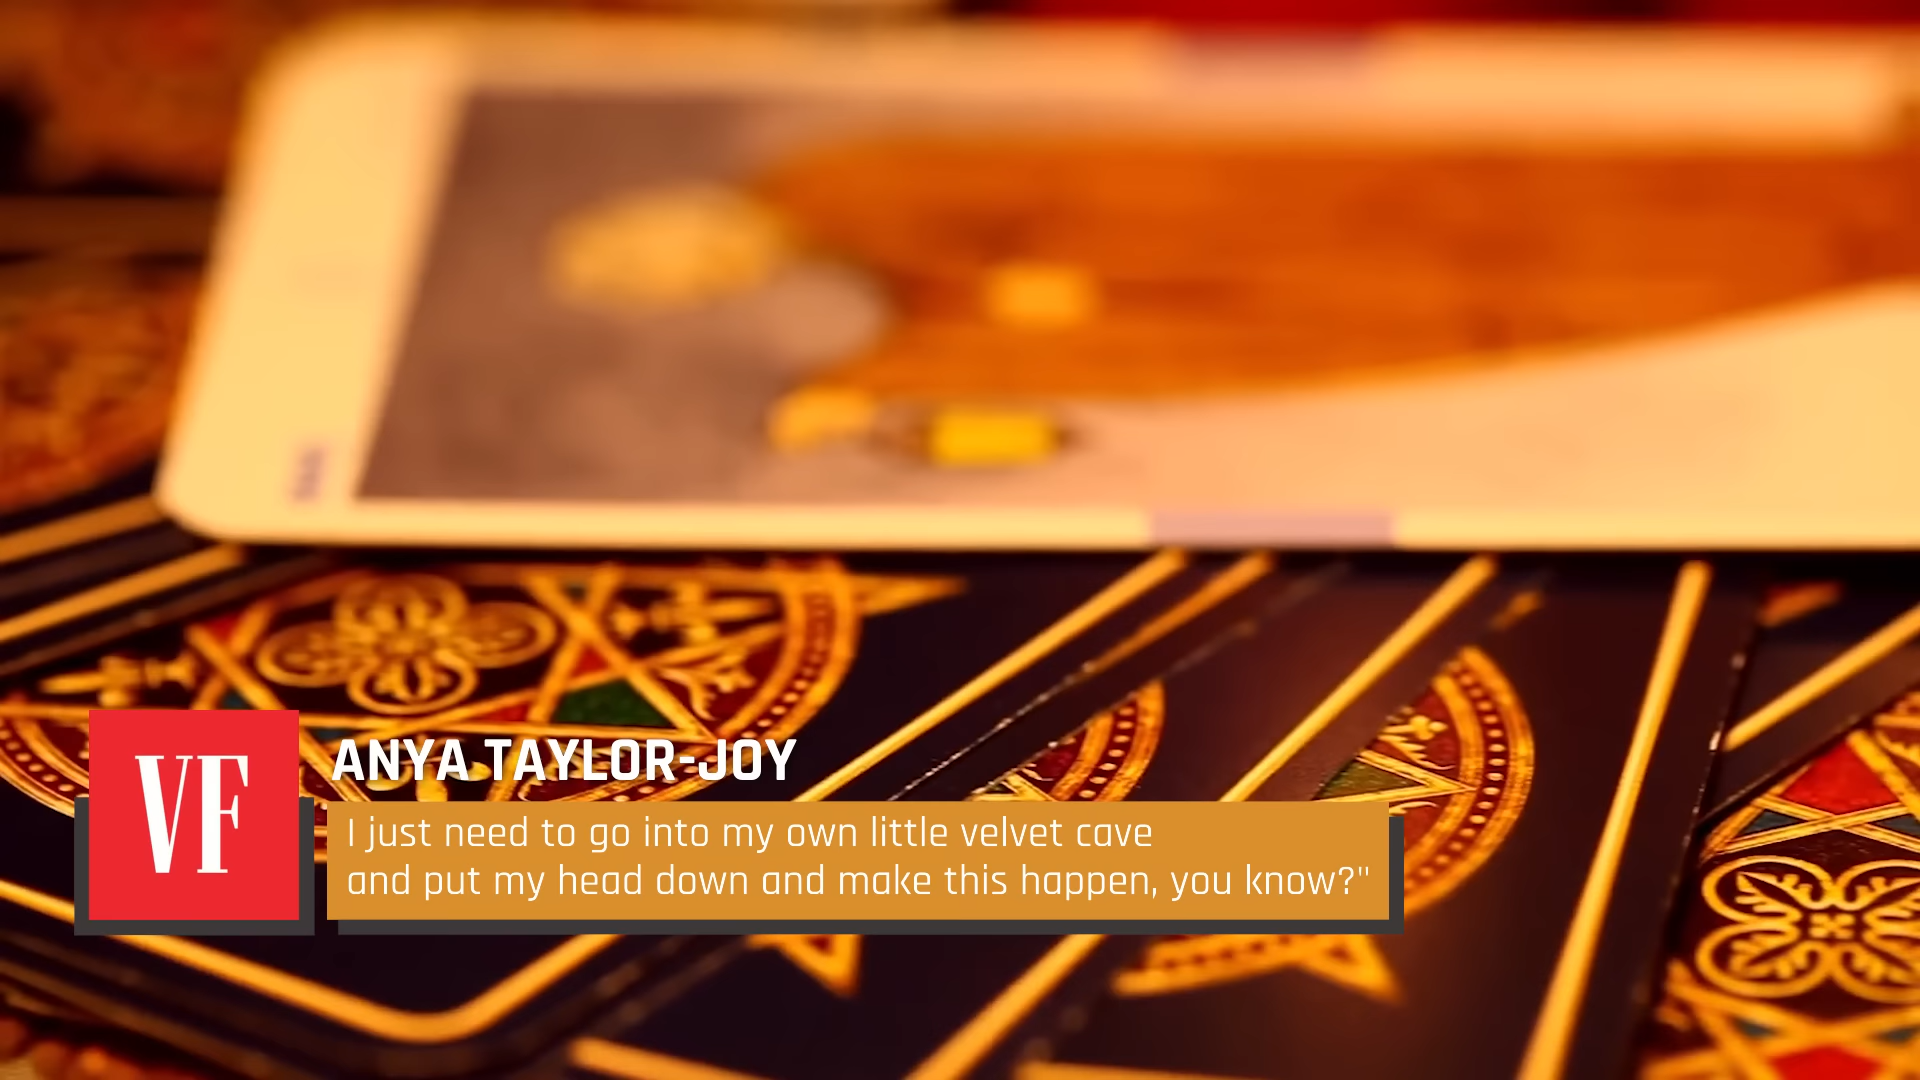 VF
ANYA TAYLOR-JOY
I just need to go into my own little velvet cave
and put my head down and make this happen, you know?"